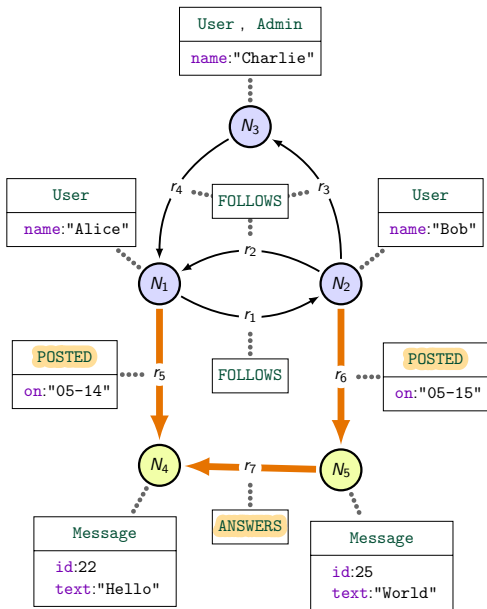 User , Admin
name:"Charlie"
N3
r4
r3
FOLLOWS
User
name:"Alice"
User
name:"Bob"
r2
N1
N2
r1
POSTED
on:"05-14"
r5
FOLLOWS
r6
POSTED
on:"05-15"
N4
r7
N5
ANSWERS
Message
id:22
text:"Hello"
Message
id:25
text:"World"